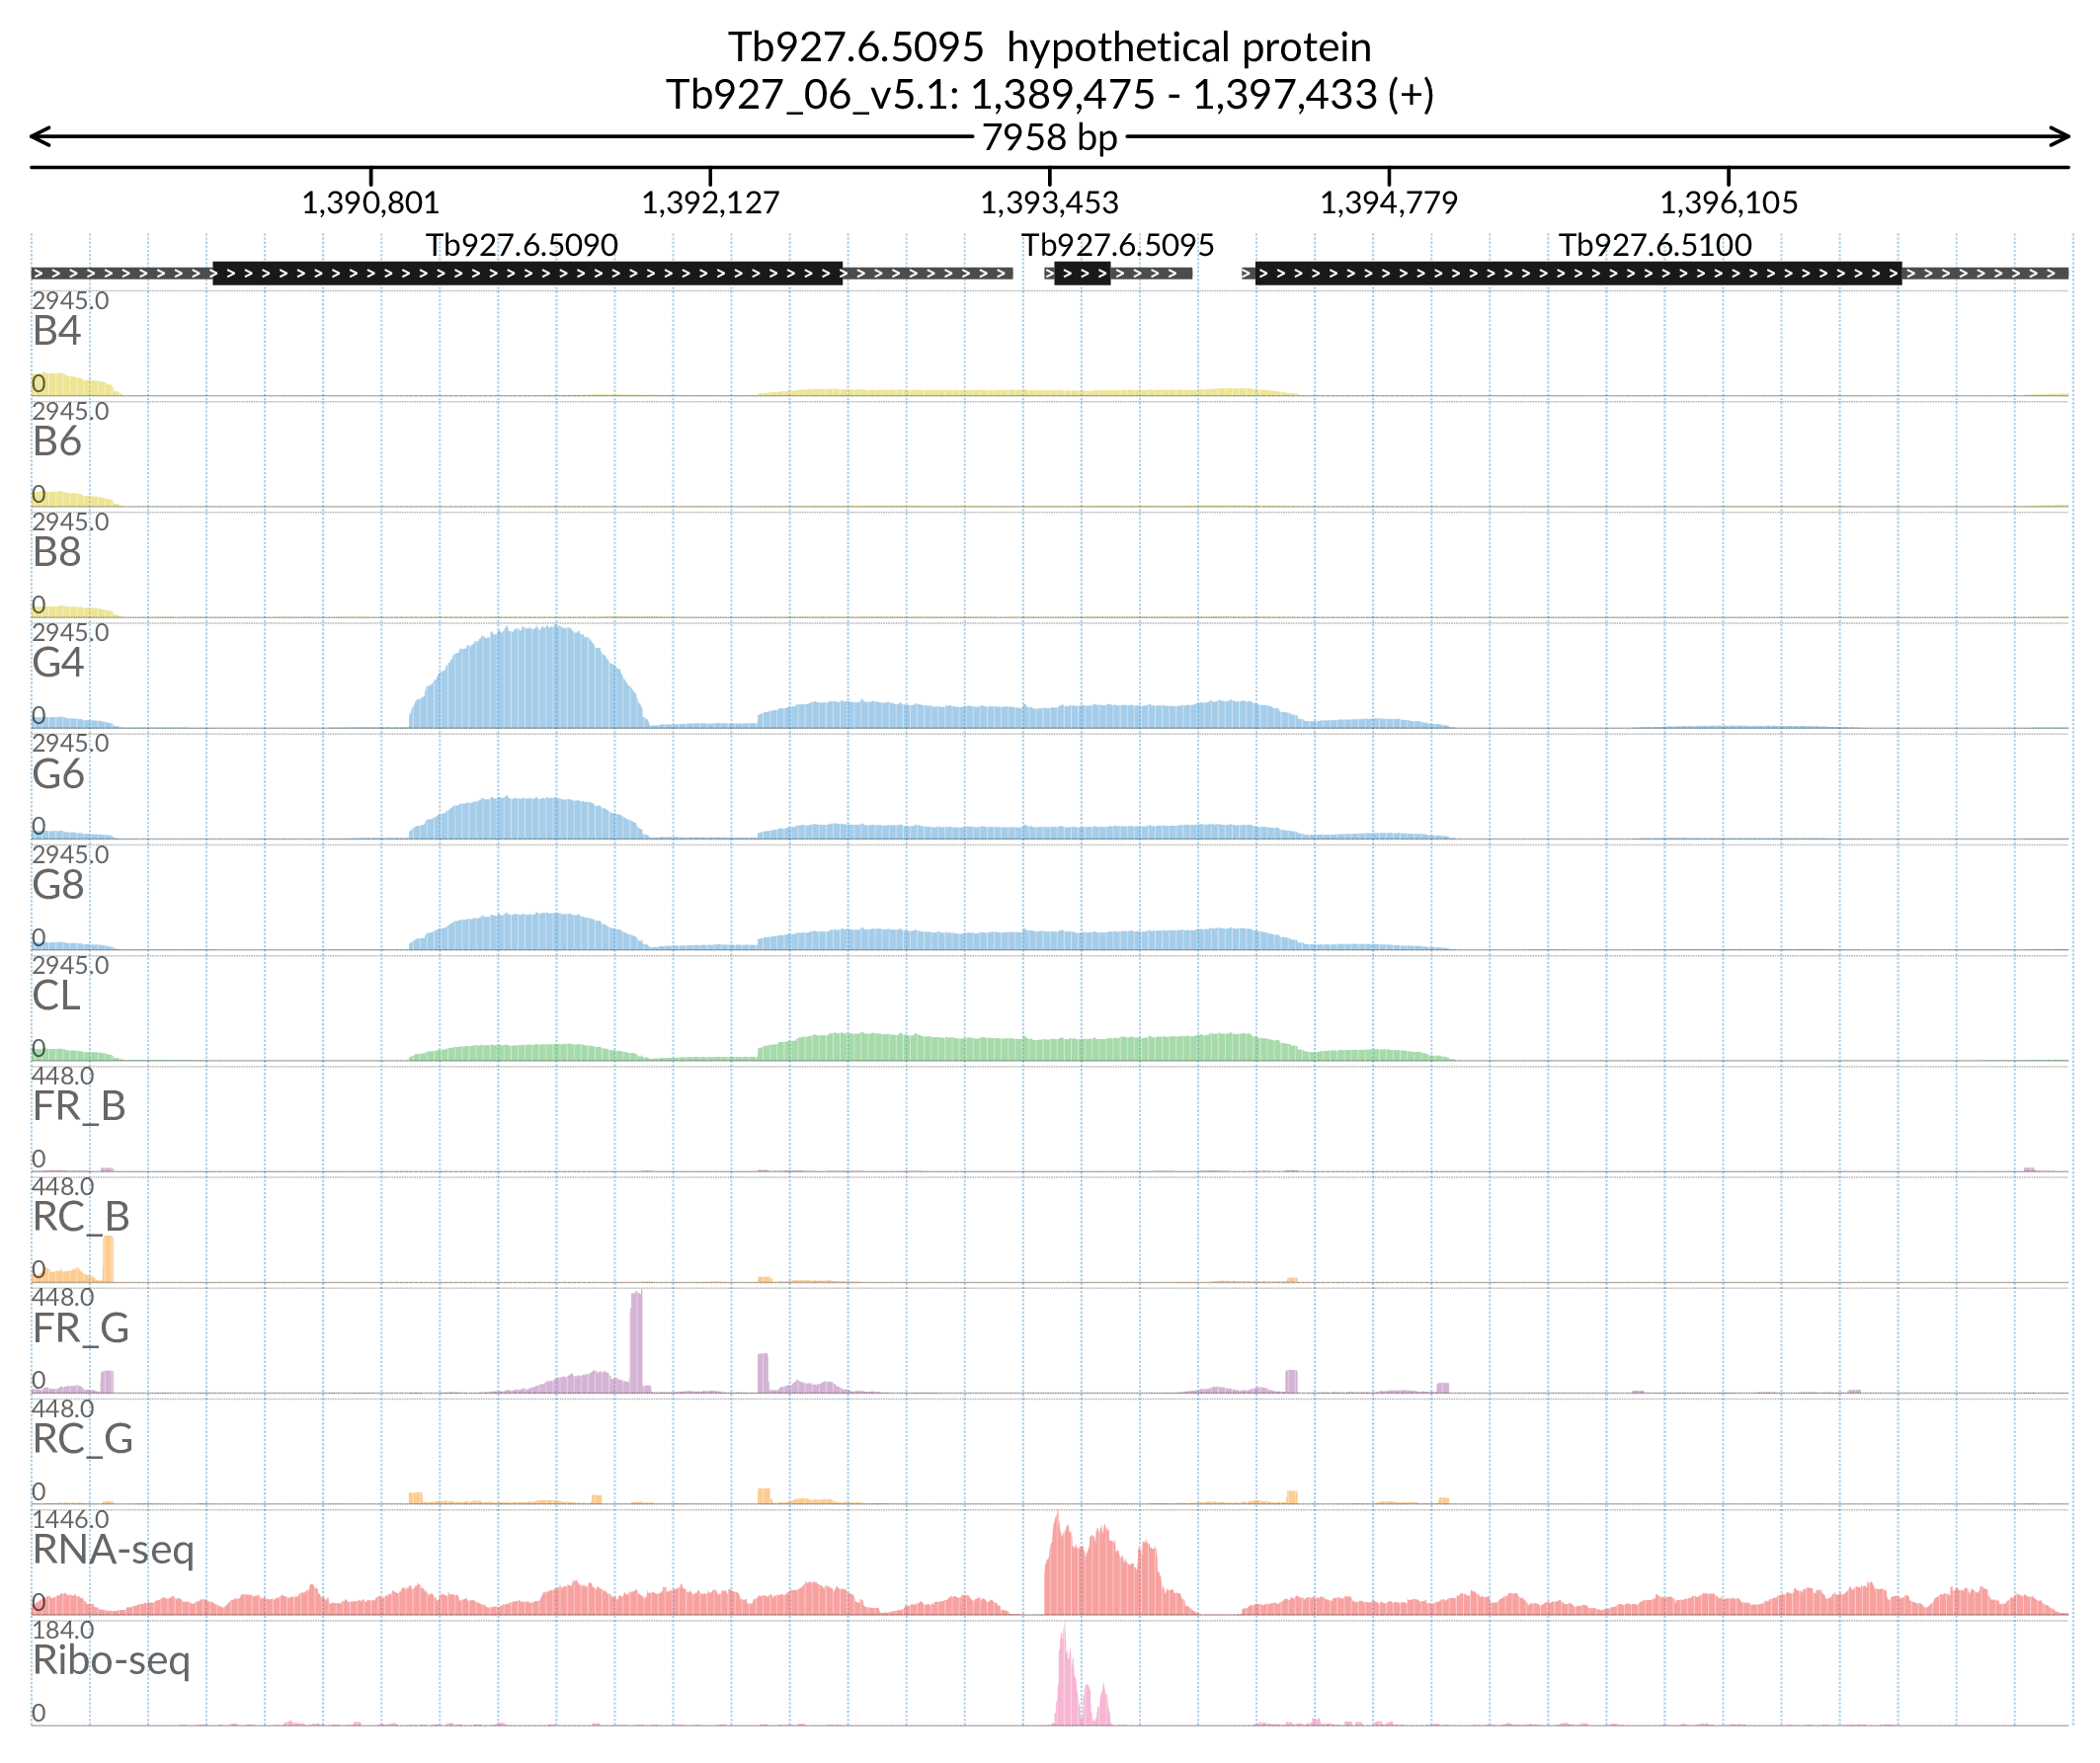 Tb927.6.5095 hypothetical protein
Tb927_06_v5.1: 1,389,475 - 1,397,433 (+)
7958 bp
1,390,801 1,392,127 1,393,453 1,394,779 1,396,105
Tb927.6.5090 Tb927.6.5095 Tb927.6.5100
2945.0
B4
0
2945.0
B6
0
2945.0
B8
0
2945.0
G4
0
2945.0
G6
0
2945.0
G8
0
2945.0
CL
0
448.0
FR_B
0
448.0
RC_B
0
448.0
FR_G
0
448.0
RC_G
0
1446.0
RNA-seq
0
184.0
Ribo-seq
0